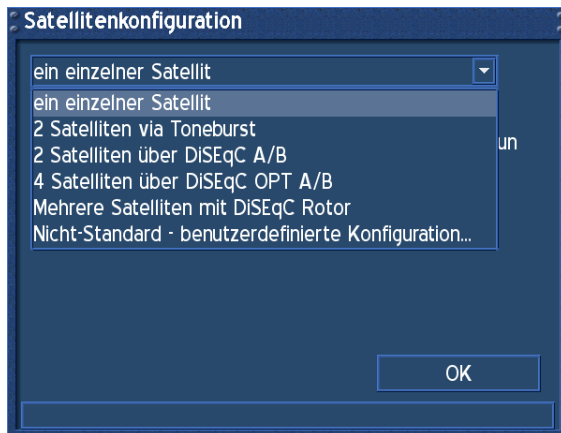 Satellitenkonfiguration
ein einzelner Satellit
ein einzelner Satellit
2 Satelliten via Toneburst
un
2 Satelliten über DiSEqC A/B
4 Satelliten über DiSEqC OPT A/B
Mehrere Satelliten mit DiSEqC Rotor
Nicht-Standard - benutzerdefinierte Konfiguration...
OK